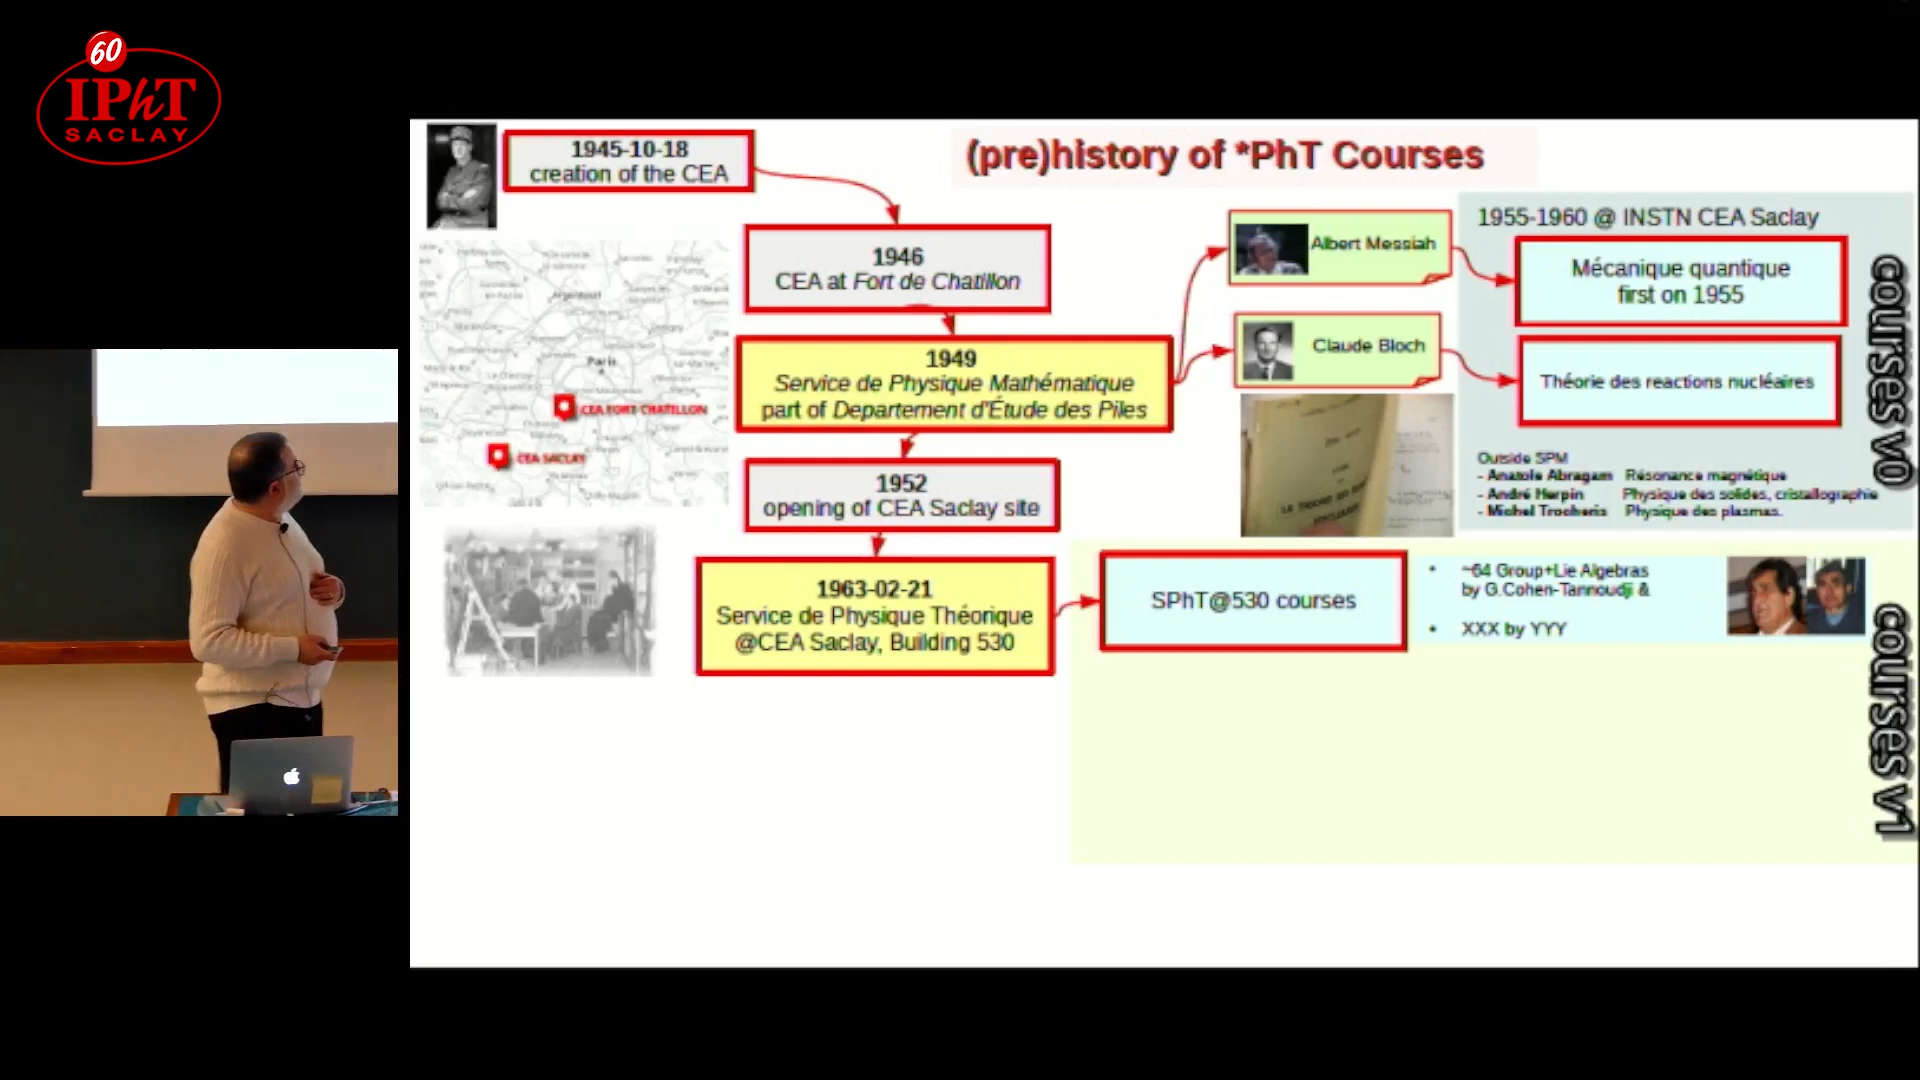 60
IPhT
SACLAY
(pre)history of *PhT Courses
1945-10-18
creation of the CEA
1946
CEA at Fort de Chatillon
1949
Service de Physique Mathématique
part of Departement d'Étude des Piles
1952
opening of CEA Saclay site
1963-02-21
Service de Physique Théorique
@CEA Saclay, Building 530
Paris
CEA FORT CHATILLON
CEA SACLAY
Albert Messiah
Claude Bloch
1955-1960 @ INSTN CEA Saclay
Mécanique quantique
first on 1955
Théorie des reactions nucléaires
Outside SPM
- Anatole Abragam Résonance magnétique
- André Herpin Physique des solides, cristallographie
- Michel Trocheris Physique des plasmas.
courses v0
SPhT@530 courses
• ~64 Group+Lie Algebras
by G.Cohen-Tannoudji &
• XXX by YYY
courses v1